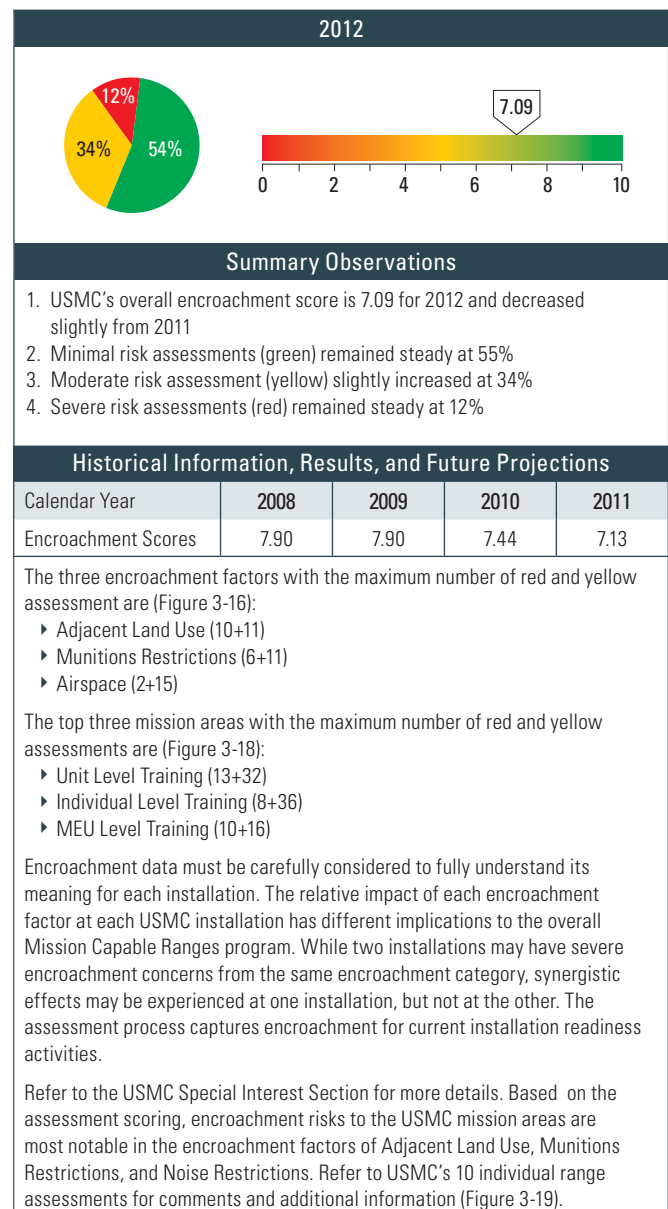 2012
12%
34%
54%
7.09
0 2 4 6 8 10
Summary Observations
1. USMC's overall encroachment score is 7.09 for 2012 and decreased
slightly from 2011
2. Minimal risk assessments (green) remained steady at 55%
3. Moderate risk assessment (yellow) slightly increased at 34%
4. Severe risk assessments (red) remained steady at 12%
Historical Information, Results, and Future Projections
Calendar Year 2008 2009 2010 2011
Encroachment Scores 7.90 7.90 7.44 7.13
The three encroachment factors with the maximum number of red and yellow
assessment are (Figure 3-16):
‣ Adjacent Land Use (10+11)
‣ Munitions Restrictions (6+11)
‣ Airspace (2+15)
The top three mission areas with the maximum number of red and yellow
assessments are (Figure 3-18):
‣ Unit Level Training (13+32)
‣ Individual Level Training (8+36)
‣ MEU Level Training (10+16)
Encroachment data must be carefully considered to fully understand its
meaning for each installation. The relative impact of each encroachment
factor at each USMC installation has different implications to the overall
Mission Capable Ranges program. While two installations may have severe
encroachment concerns from the same encroachment category, synergistic
effects may be experienced at one installation, but not at the other. The
assessment process captures encroachment for current installation readiness
activities.
Refer to the USMC Special Interest Section for more details. Based on the
assessment scoring, encroachment risks to the USMC mission areas are
most notable in the encroachment factors of Adjacent Land Use, Munitions
Restrictions, and Noise Restrictions. Refer to USMC's 10 individual range
assessments for comments and additional information (Figure 3-19).